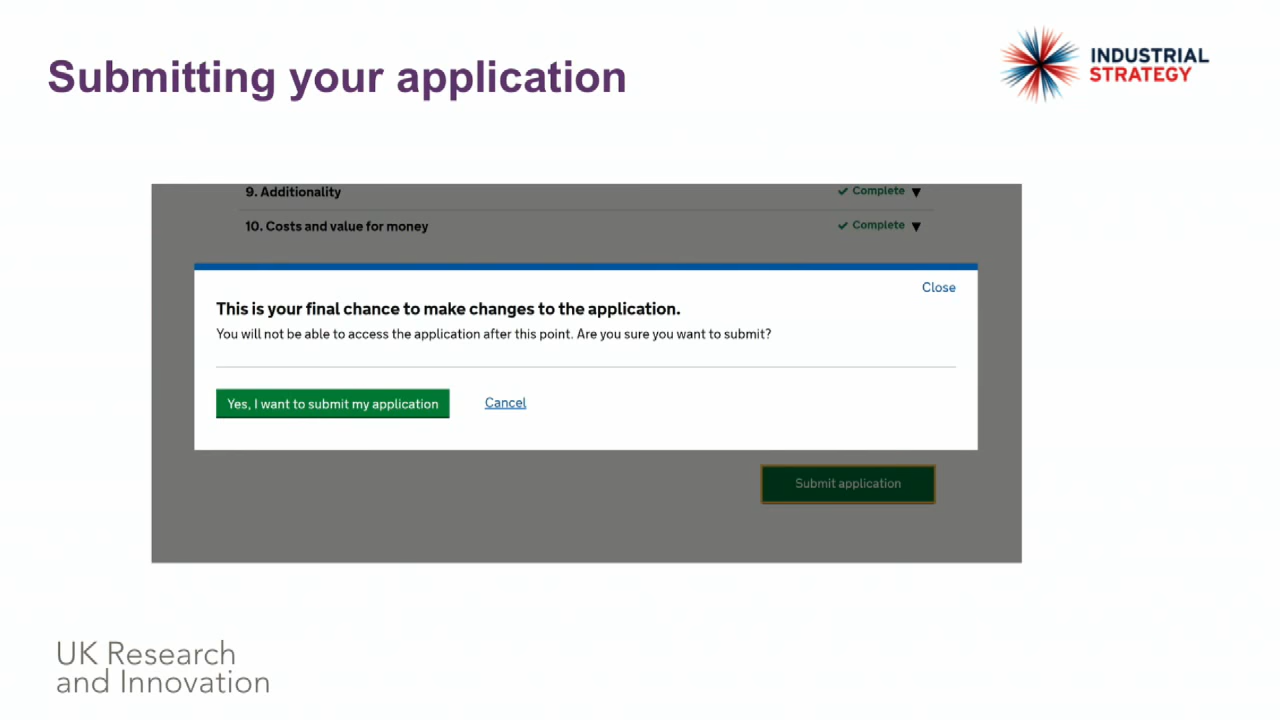 Submitting your application
INDUSTRIAL
STRATEGY
9. Additionality
Complete
10. Costs and value for money
Complete
Close
This is your final chance to make changes to the application.
You will not be able to access the application after this point. Are you sure you want to submit?
Yes, I want to submit my application
Cancel
Submit application
UK Research
and Innovation